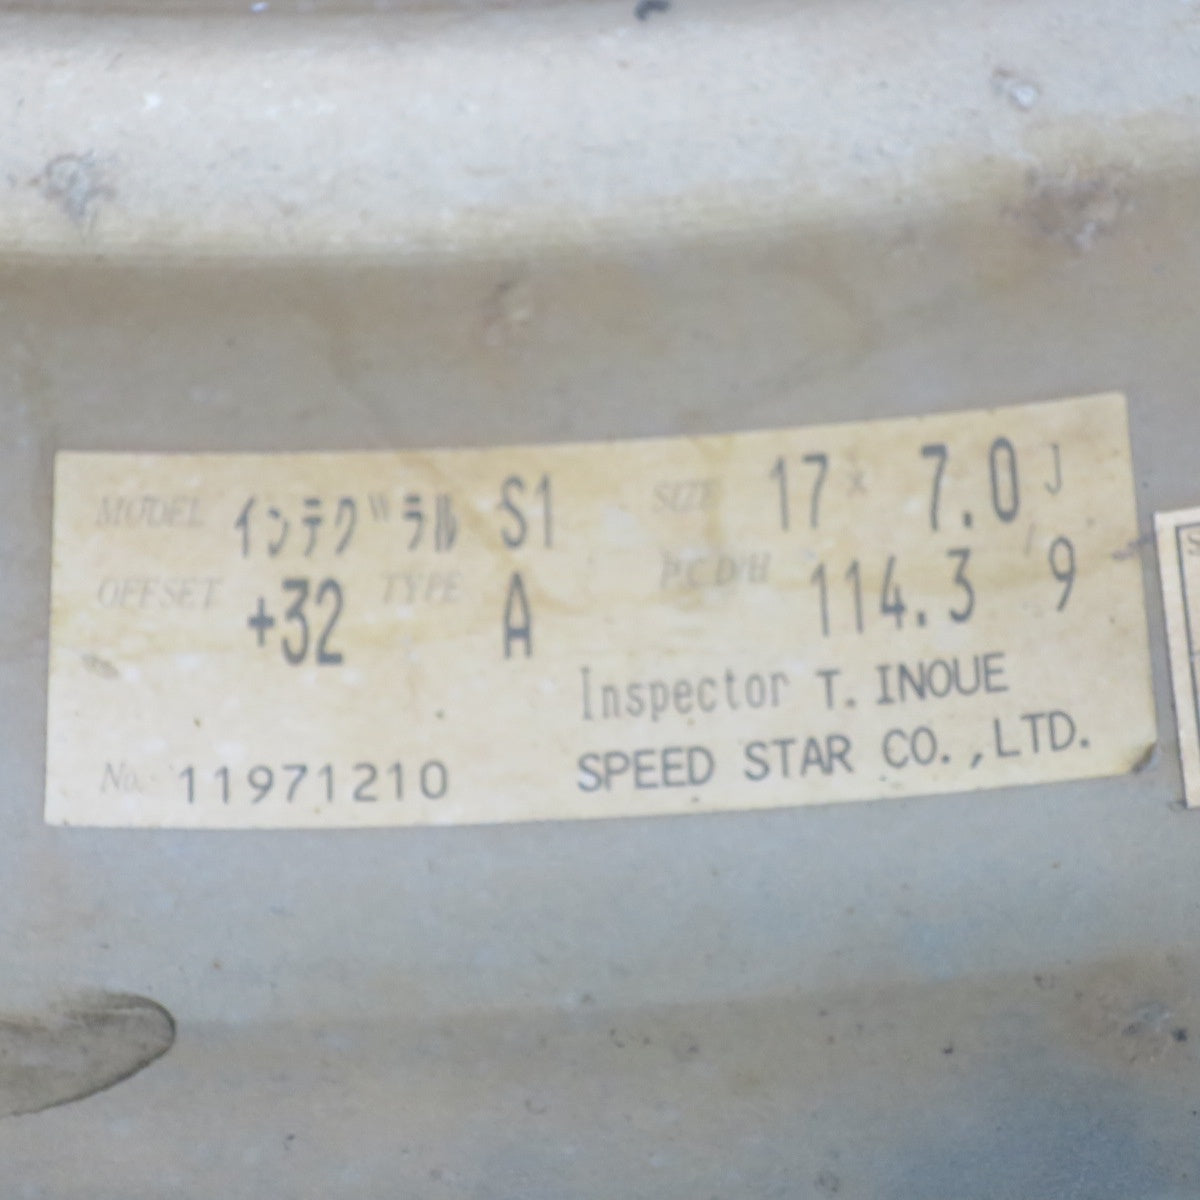 MODEL インテグラル S1 SIZE 17 × 7.0 J
OFFSET +32 TYPE A P.C.D/H 114.3 / 9
Inspector T. INOUE
No. 11971210 SPEED STAR CO.,LTD.
S